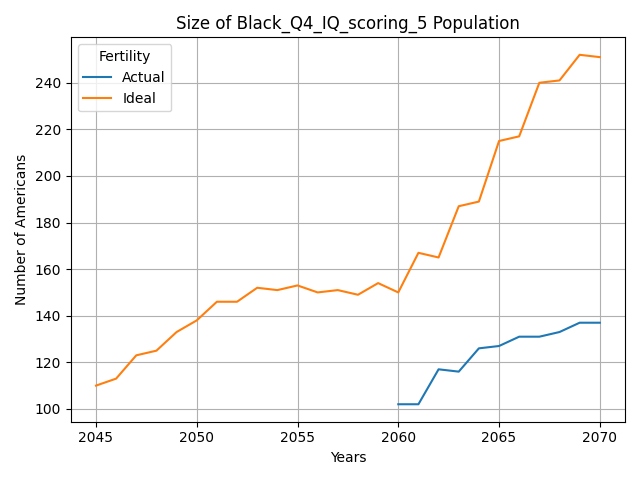 Size of Black_Q4_IQ_scoring_5 Population
Fertility
Actual
Ideal
Number of Americans
240
220
200
180
160
140
120
100
2045 2050 2055 2060 2065 2070
Years